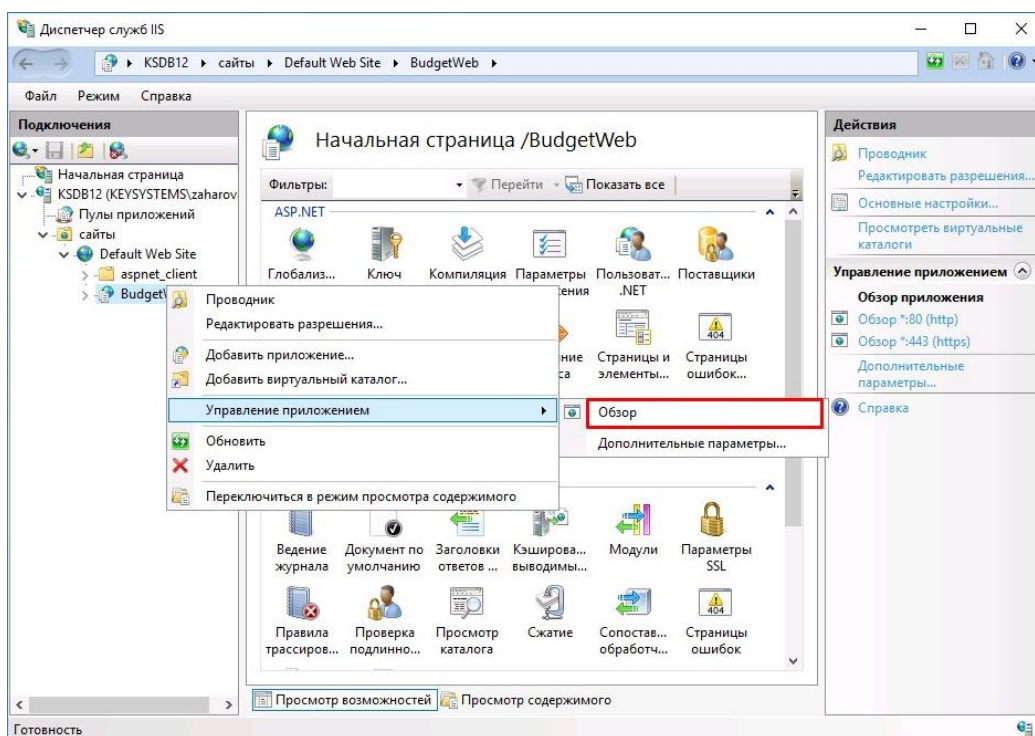 Диспетчер служб IIS
KSDB12 сайты Default Web Site BudgetWeb
Файл Режим Справка
Подключения
Начальная страница
KSDB12 (KEYSYSTEMS\zaharov
Пулы приложений
сайты
Default Web Site
aspnet_client
Budget
Проводник
Редактировать разрешения...
Добавить приложение...
Добавить виртуальный каталог...
Управление приложением
Обновить
Удалить
Переключиться в режим просмотра содержимого
Обзор
Дополнительные параметры...
Начальная страница /BudgetWeb
Фильтры: Перейти Показать все
ASP.NET
Глобализ... Ключ Компиляция Параметры Пользоват... Поставщики
ения .NET
ние Страницы и Страницы
са элементы... ошибок...
Ведение Документ по Заголовки Кэширова... Модули Параметры
журнала умолчанию ответов ... выводимы... SSL
Правила Проверка Просмотр Сжатие Сопостав... Страницы
трассиров... подлинно... каталога обработч... ошибок
Просмотр возможностей Просмотр содержимого
Действия
Проводник
Редактировать разрешения...
Основные настройки...
Просмотреть виртуальные
каталоги
Управление приложением
Обзор приложения
Обзор *:80 (http)
Обзор *:443 (https)
Дополнительные
параметры...
Справка
Готовность